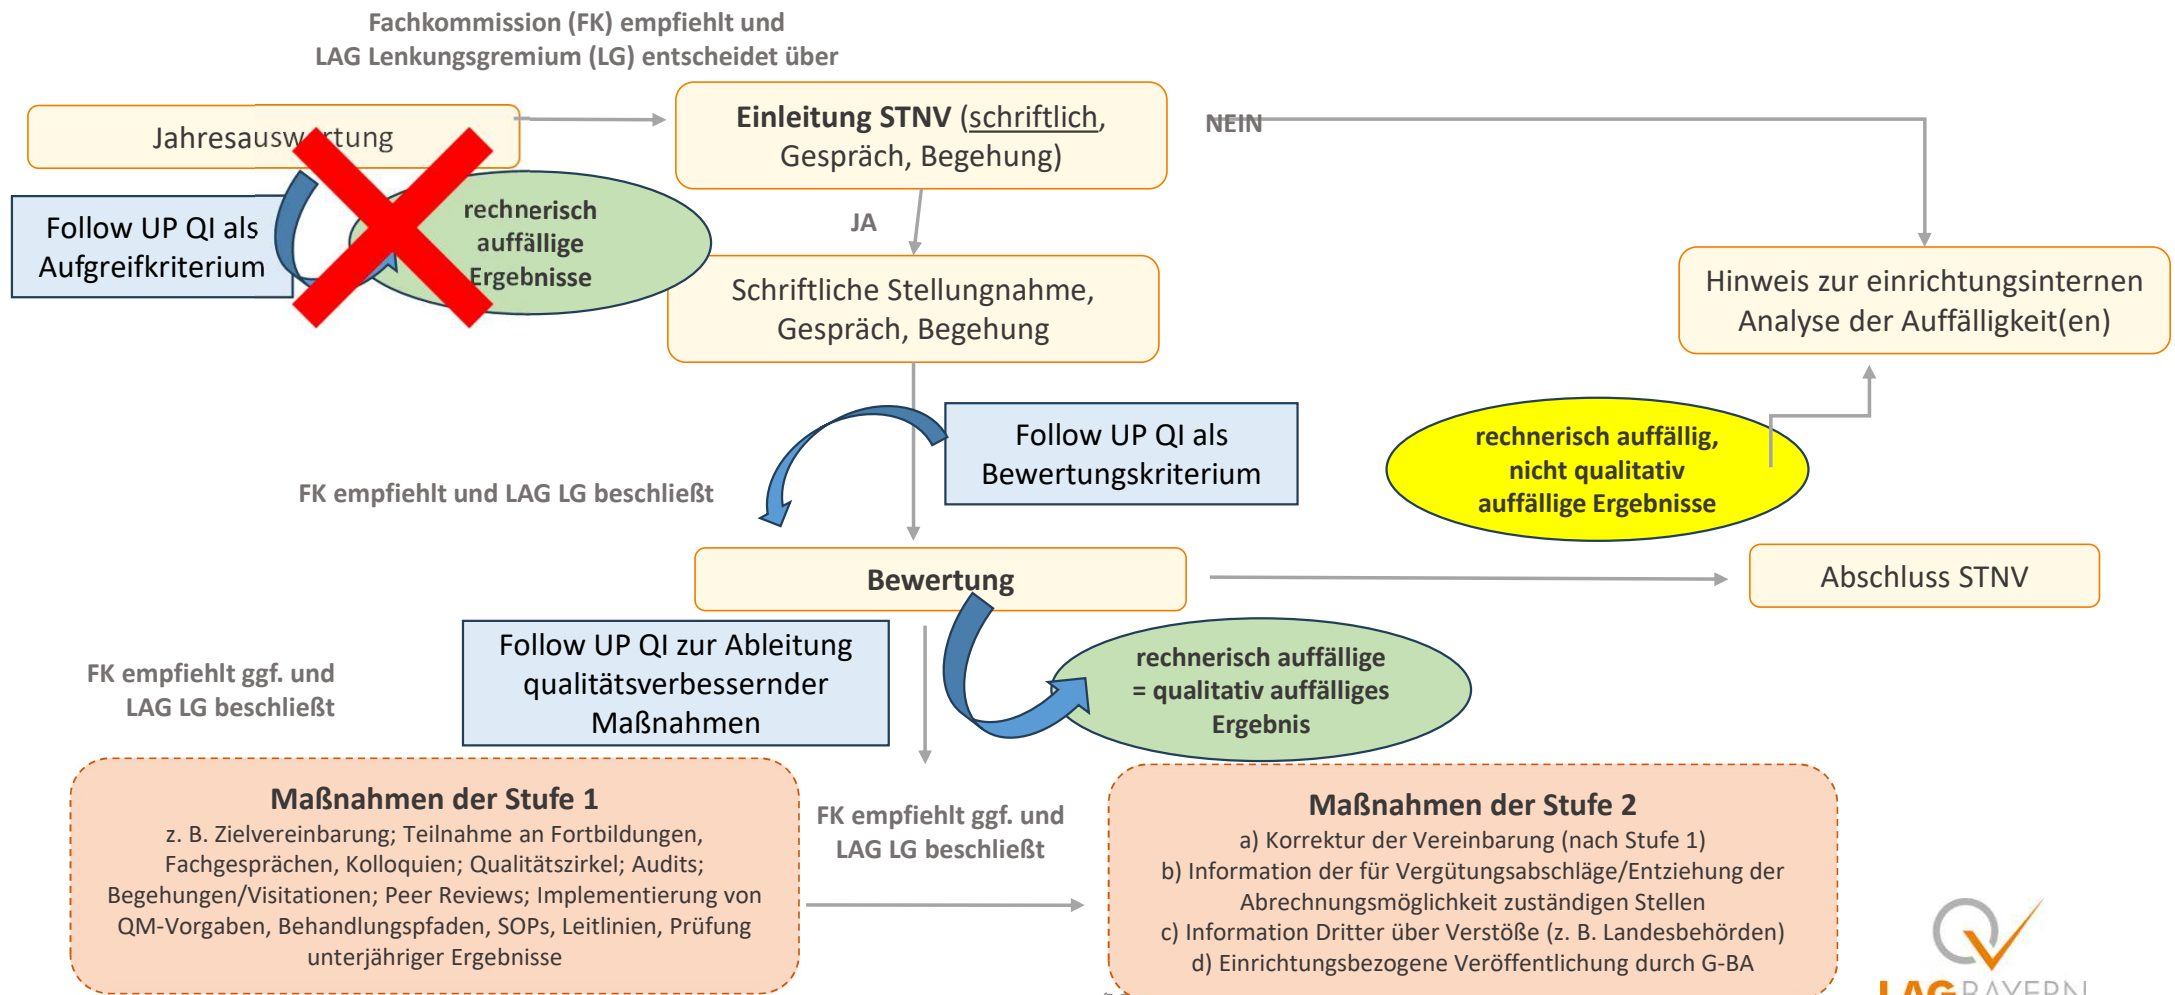 Fachkommission (FK) empfiehlt und
LAG Lenkungsgremium (LG) entscheidet über
Jahresauswertung
Einleitung STNV (schriftlich,
Gespräch, Begehung)
NEIN
Follow UP QI als
Aufgreifkriterium
rechnerisch
auffällige
Ergebnisse
JA
Schriftliche Stellungnahme,
Gespräch, Begehung
Hinweis zur einrichtungsinternen
Analyse der Auffälligkeit(en)
Follow UP QI als
Bewertungskriterium
rechnerisch auffällig,
nicht qualitativ
auffällige Ergebnisse
FK empfiehlt und LAG LG beschließt
Bewertung
Abschluss STNV
Follow UP QI zur Ableitung
qualitätsverbessernder
Maßnahmen
rechnerisch auffällige
= qualitativ auffälliges
Ergebnis
FK empfiehlt ggf. und
LAG LG beschließt
Maßnahmen der Stufe 1
z. B. Zielvereinbarung; Teilnahme an Fortbildungen,
Fachgesprächen, Kolloquien; Qualitätszirkel; Audits;
Begehungen/Visitationen; Peer Reviews; Implementierung von
QM-Vorgaben, Behandlungspfaden, SOPs, Leitlinien, Prüfung
unterjähriger Ergebnisse
FK empfiehlt ggf. und
LAG LG beschließt
Maßnahmen der Stufe 2
a) Korrektur der Vereinbarung (nach Stufe 1)
b) Information der für Vergütungsabschläge/Entziehung der
Abrechnungsmöglichkeit zuständigen Stellen
c) Information Dritter über Verstöße (z. B. Landesbehörden)
d) Einrichtungsbezogene Veröffentlichung durch G-BA
LAG BAYERN